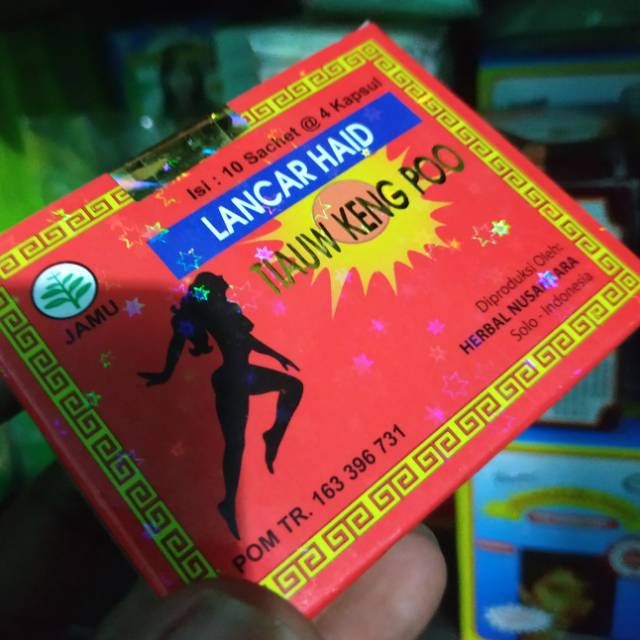 Isi : 10 Sachet @ 4 Kapsul
LANCAR HAID
TIAUW KENG POO
JAMU
Diproduksi Oleh:
HERBAL NUSANTARA
Solo - Indonesia
POM TR. 163 396 731